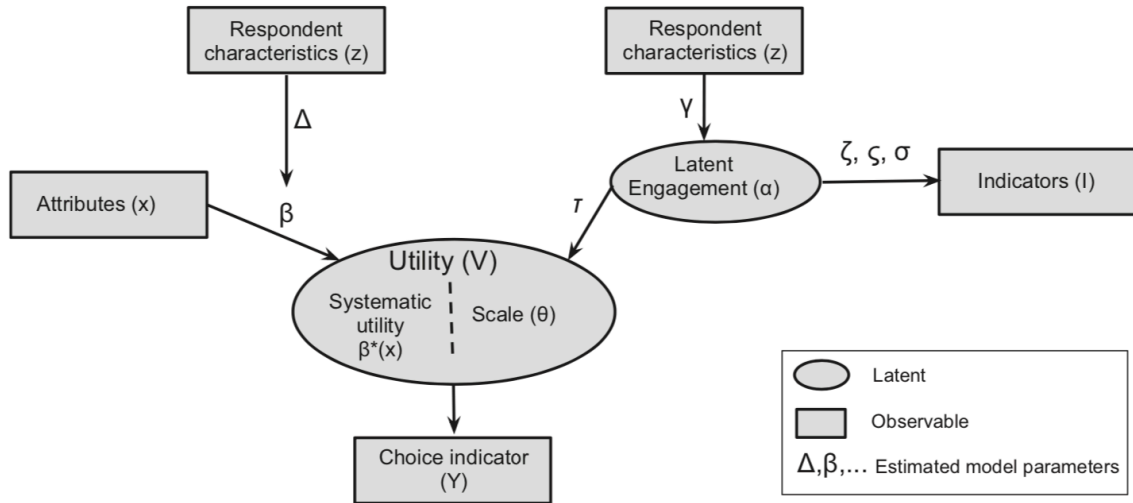 Respondent
characteristics (z)
Respondent
characteristics (z)
Δ
γ
Attributes (x)
β
Latent
Engagement (α)
ζ, ς, σ
Indicators (I)
τ
Utility (V)
Systematic
utility
β*(x)
Scale (θ)
Choice indicator
(Y)
Latent
Observable
Δ,β,... Estimated model parameters